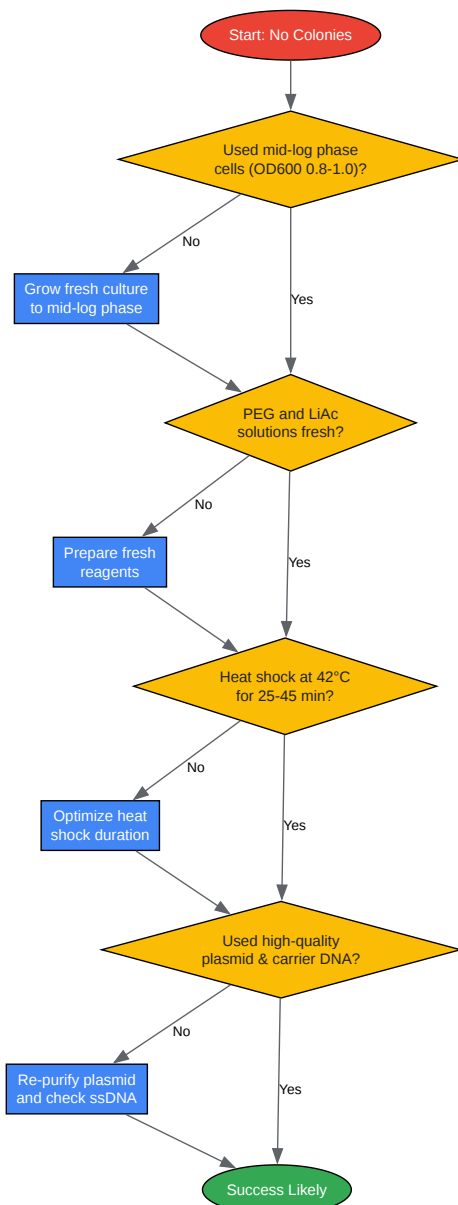 Start: No Colonies
Used mid-log phase
cells (OD600 0.8-1.0)?
No
Grow fresh culture
to mid-log phase
Yes
PEG and LiAc
solutions fresh?
No
Prepare fresh
reagents
Yes
Heat shock at 42°C
for 25-45 min?
No
Optimize heat
shock duration
Yes
Used high-quality
plasmid & carrier DNA?
No
Re-purify plasmid
and check ssDNA
Yes
Success Likely